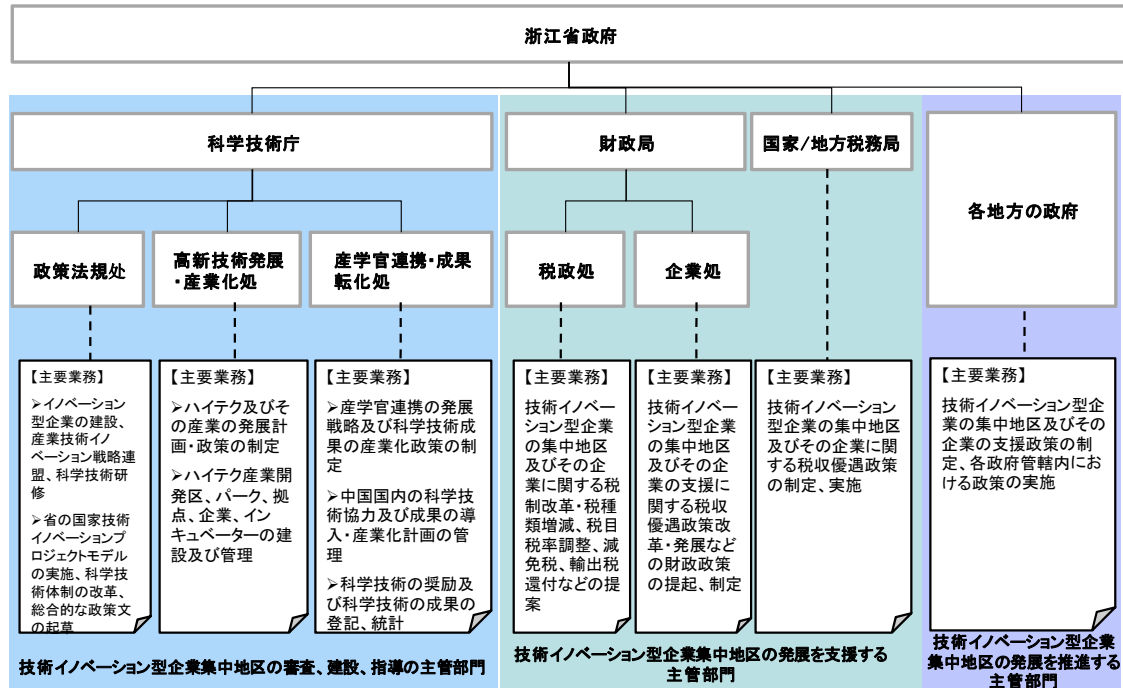 浙江省政府
科学技術庁
財政局
国家/地方税務局
各地方の政府
政策法規处
高新技術発展
・産業化処
産学官連携・成果
転化処
税政処
企業処
【主要業務】
➢イノベーション
型企業の建設、
産業技術イノ
ベーション戦略連
盟、科学技術研
修
➢省の国家技術
イノベーションプ
ロジェクトモデル
の実施、科学技
術体制の改革、
総合的な政策文
の起草
【主要業務】
➢ハイテク及びそ
の産業の発展計
画・政策の制定
➢ハイテク産業開
発区、パーク、拠
点、企業、イン
キュベーターの建
設及び管理
【主要業務】
➢産学官連携の発展
戦略及び科学技術成
果の産業化政策の制
定
➢中国国内の科学技
術協力及び成果の導
入・産業化計画の管
理
➢科学技術の奨励及
び科学技術の成果の
登記、統計
【主要業務】
技術イノベー
ション型企業
の集中地区
及びその企
業に関する税
制改革・税種
類増減、税目
税率調整、減
免税、輸出税
還付などの提
案
【主要業務】
技術イノベー
ション型企業
の集中地区
及びその企
業の支援に
関する税収
優遇政策改
革・発展など
の財政政策
の提起、制定
【主要業務】
技術イノベーション
型企業の集中地区
及びその企業に関
する税収優遇政策
の制定、実施
【主要業務】
技術イノベーション型企
業の集中地区及びその
企業の支援政策の制
定、各政府管轄内にお
ける政策の実施
技術イノベーション型企業集中地区の審査、建設、指導の主管部門
技術イノベーション型企業集中地区の発展を支援する
主管部門
技術イノベーション型企業
集中地区の発展を推進する
主管部門